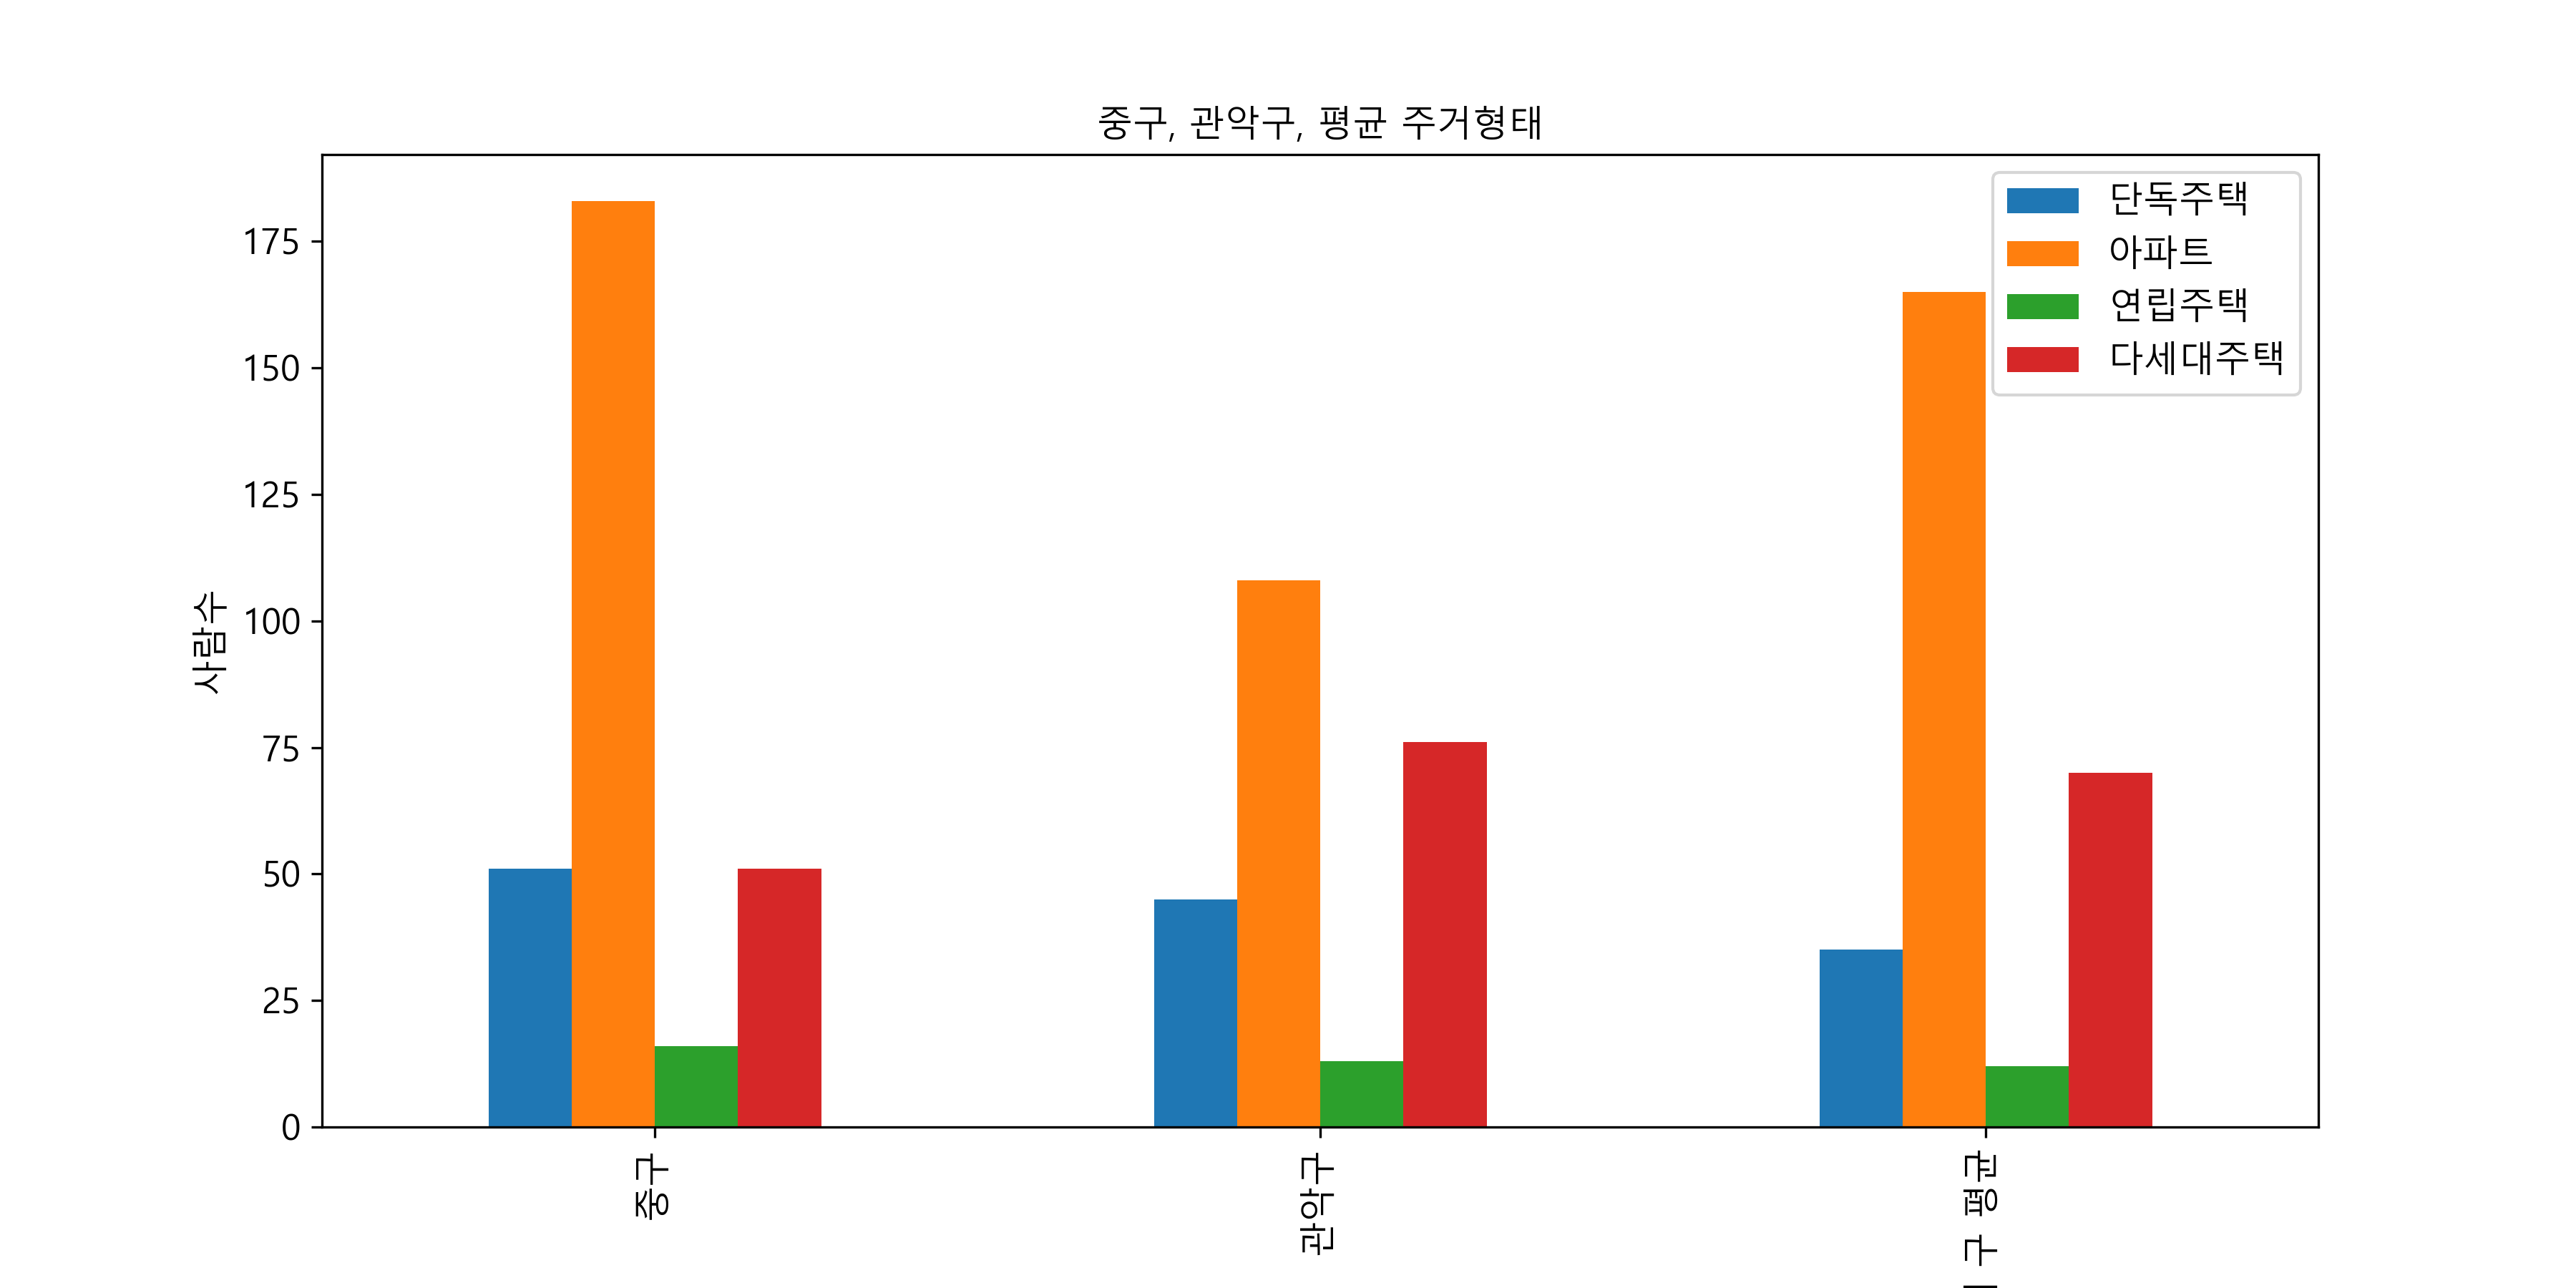 중구, 관악구, 평균 주거형태
단독주택
아파트
연립주택
다세대주택
사람수
175
150
125
100
75
50
25
0
중구
관악구
구 평균